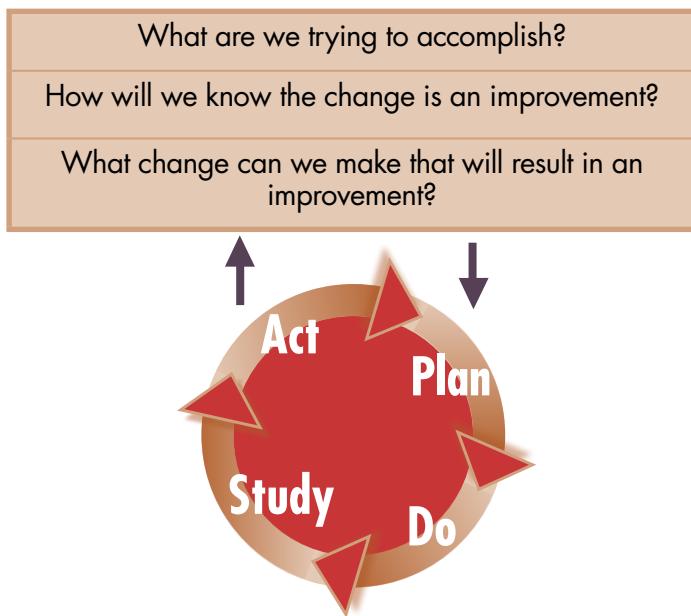 What are we trying to accomplish?
How will we know the change is an improvement?
What change can we make that will result in an
improvement?
Act
Plan
Study
Do